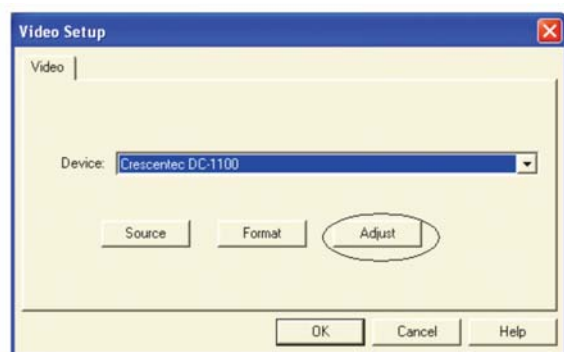 Video Setup
Video
Device: Crescentec DC-1100
Source Format Adjust
OK Cancel Help